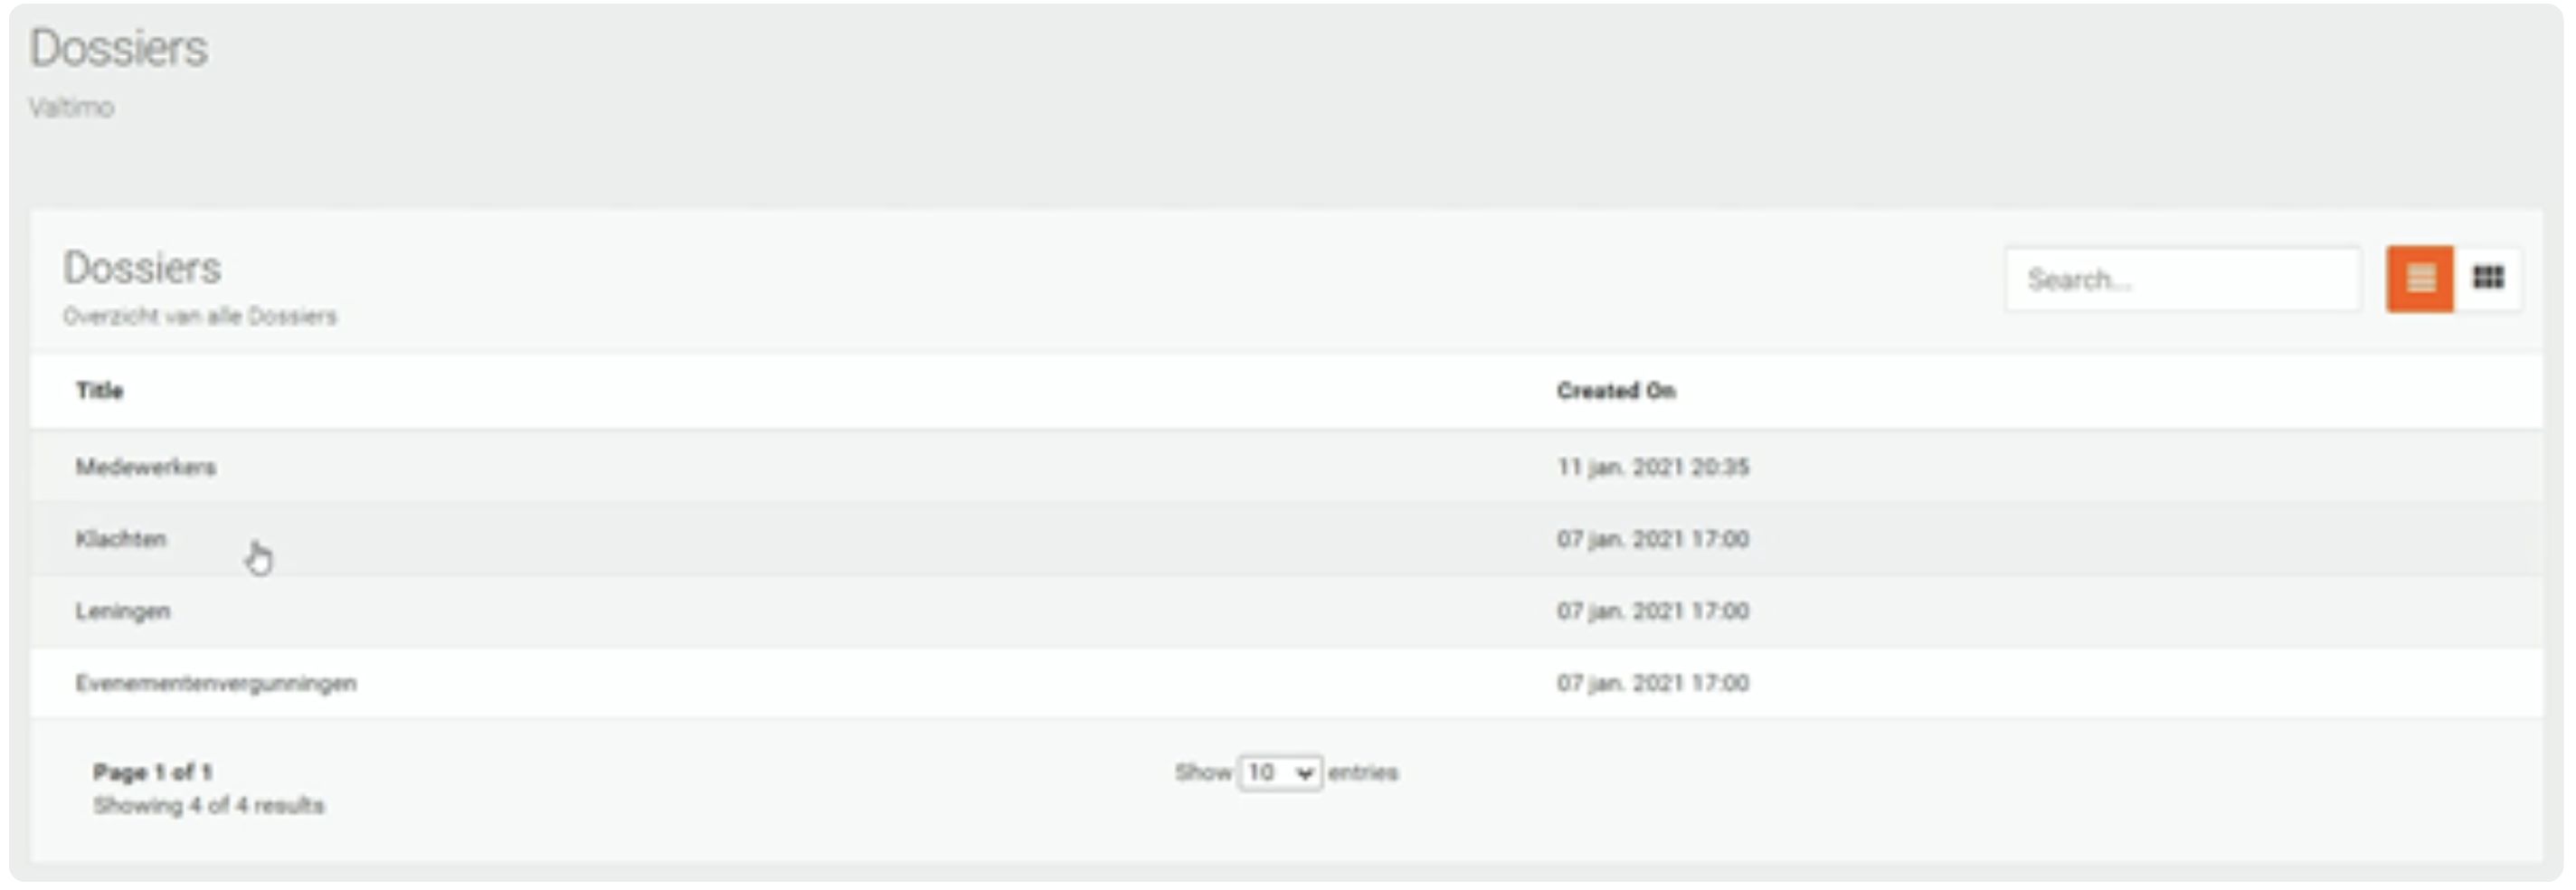 Dossiers
Valtimo
Dossiers
Overzicht van alle Dossiers
Search...
Title Created On
Medewerkers 11 jan. 2021 20:35
Klachten 07 jan. 2021 17:00
Leningen 07 jan. 2021 17:00
Evenementenvergunningen 07 jan. 2021 17:00
Page 1 of 1
Show 10 entries
Showing 4 of 4 results